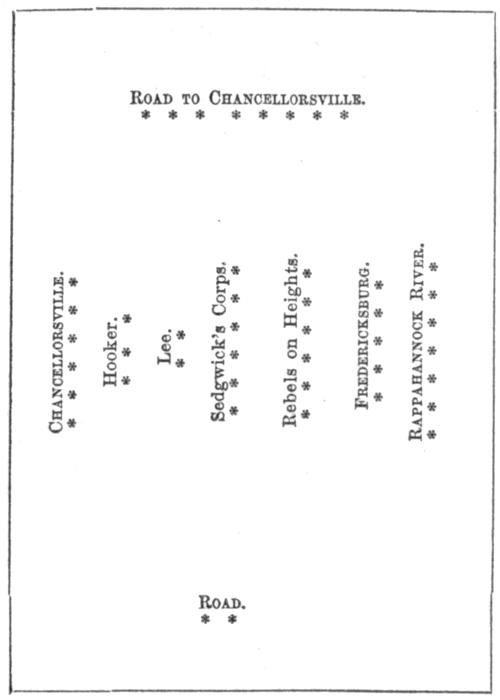 ROAD TO CHANCELLORSVILLE.
* * * * * * * *
CHANCELLORSVILLE.
* * * * * *
Hooker.
* * *
Lee.
* *
Sedgwick's Corps.
* * * * * *
Rebels on Heights.
* * * * * *
FREDERICKSBURG.
* * * * *
RAPPAHANNOCK RIVER.
* * * * * * *
ROAD.
* *